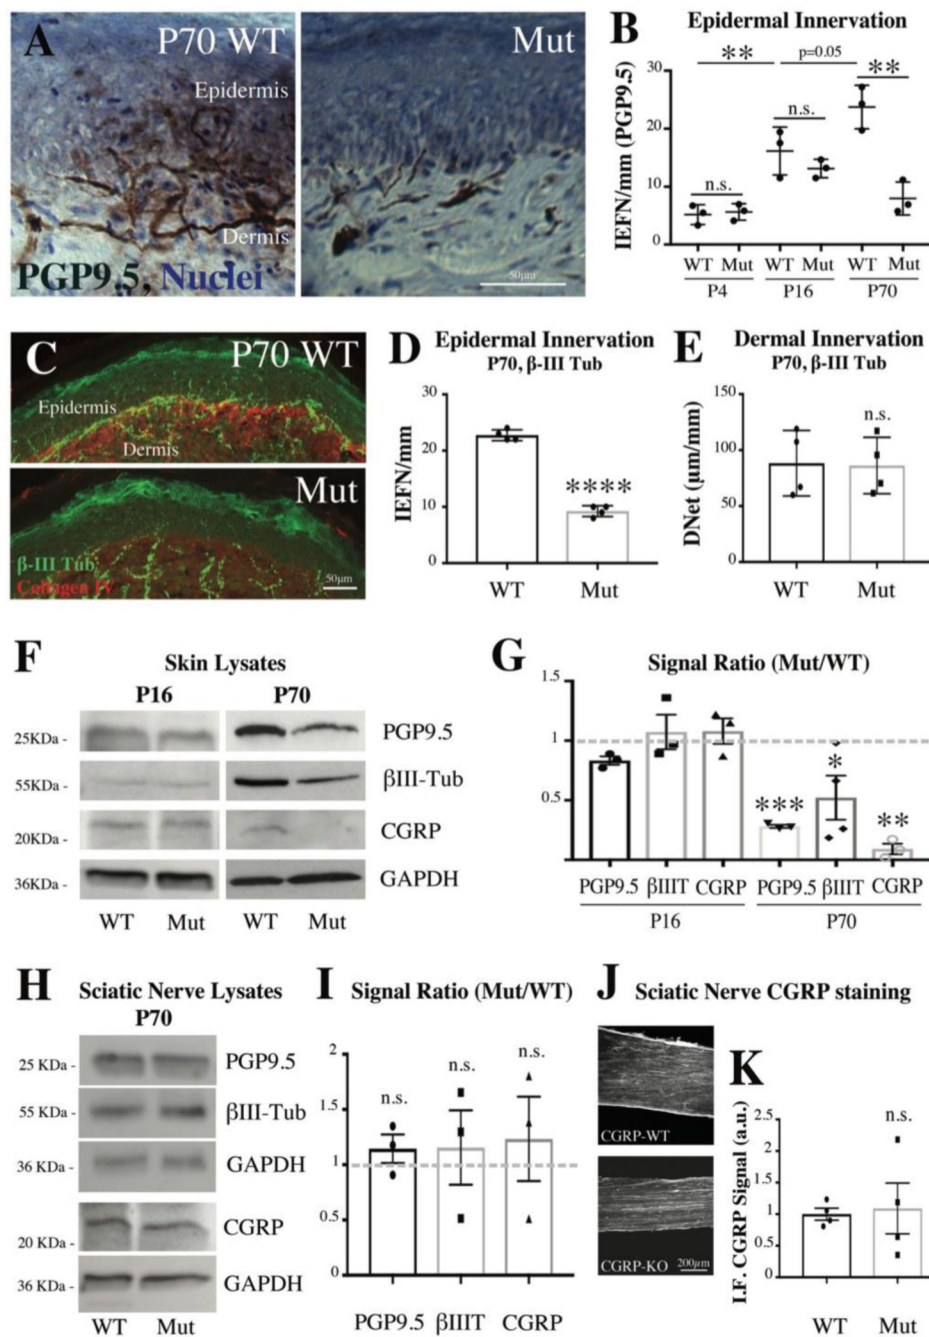 A
P70 WT
Epidermis
Dermis
PGP9.5, Nuclei
Mut
50μm
B
Epidermal Innervation
IEFN/mm (PGP9.5)
30
20
10
0
**
p=0.05
**
n.s.
n.s.
WT Mut WT Mut WT Mut
P4 P16 P70
C
P70 WT
Epidermis
Dermis
Mut
β-III Tub
Collagen IV
50μm
D
Epidermal Innervation
P70, β-III Tub
IEFN/mm
30
20
10
0
****
WT Mut
E
Dermal Innervation
P70, β-III Tub
DNet (μm/mm)
150
100
50
0
n.s.
WT Mut
F
Skin Lysates
P16 P70
25KDa - PGP9.5
55KDa - βIII-Tub
20KDa - CGRP
36KDa - GAPDH
WT Mut WT Mut
G
Signal Ratio (Mut/WT)
1.5
1
0.5
***
*
**
PGP9.5 βIIIT CGRP PGP9.5 βIIIT CGRP
P16 P70
H
Sciatic Nerve Lysates
P70
25 KDa - PGP9.5
55 KDa - βIII-Tub
36 KDa - GAPDH
20 KDa - CGRP
36 KDa - GAPDH
WT Mut
I
Signal Ratio (Mut/WT)
2
1.5
1
0.5
0
n.s. n.s. n.s.
PGP9.5 βIIIT CGRP
J
Sciatic Nerve CGRP staining
CGRP-WT
CGRP-KO
200μm
K
I.F. CGRP Signal (a.u.)
2.5
2
1.5
1
0.5
0
n.s.
WT Mut